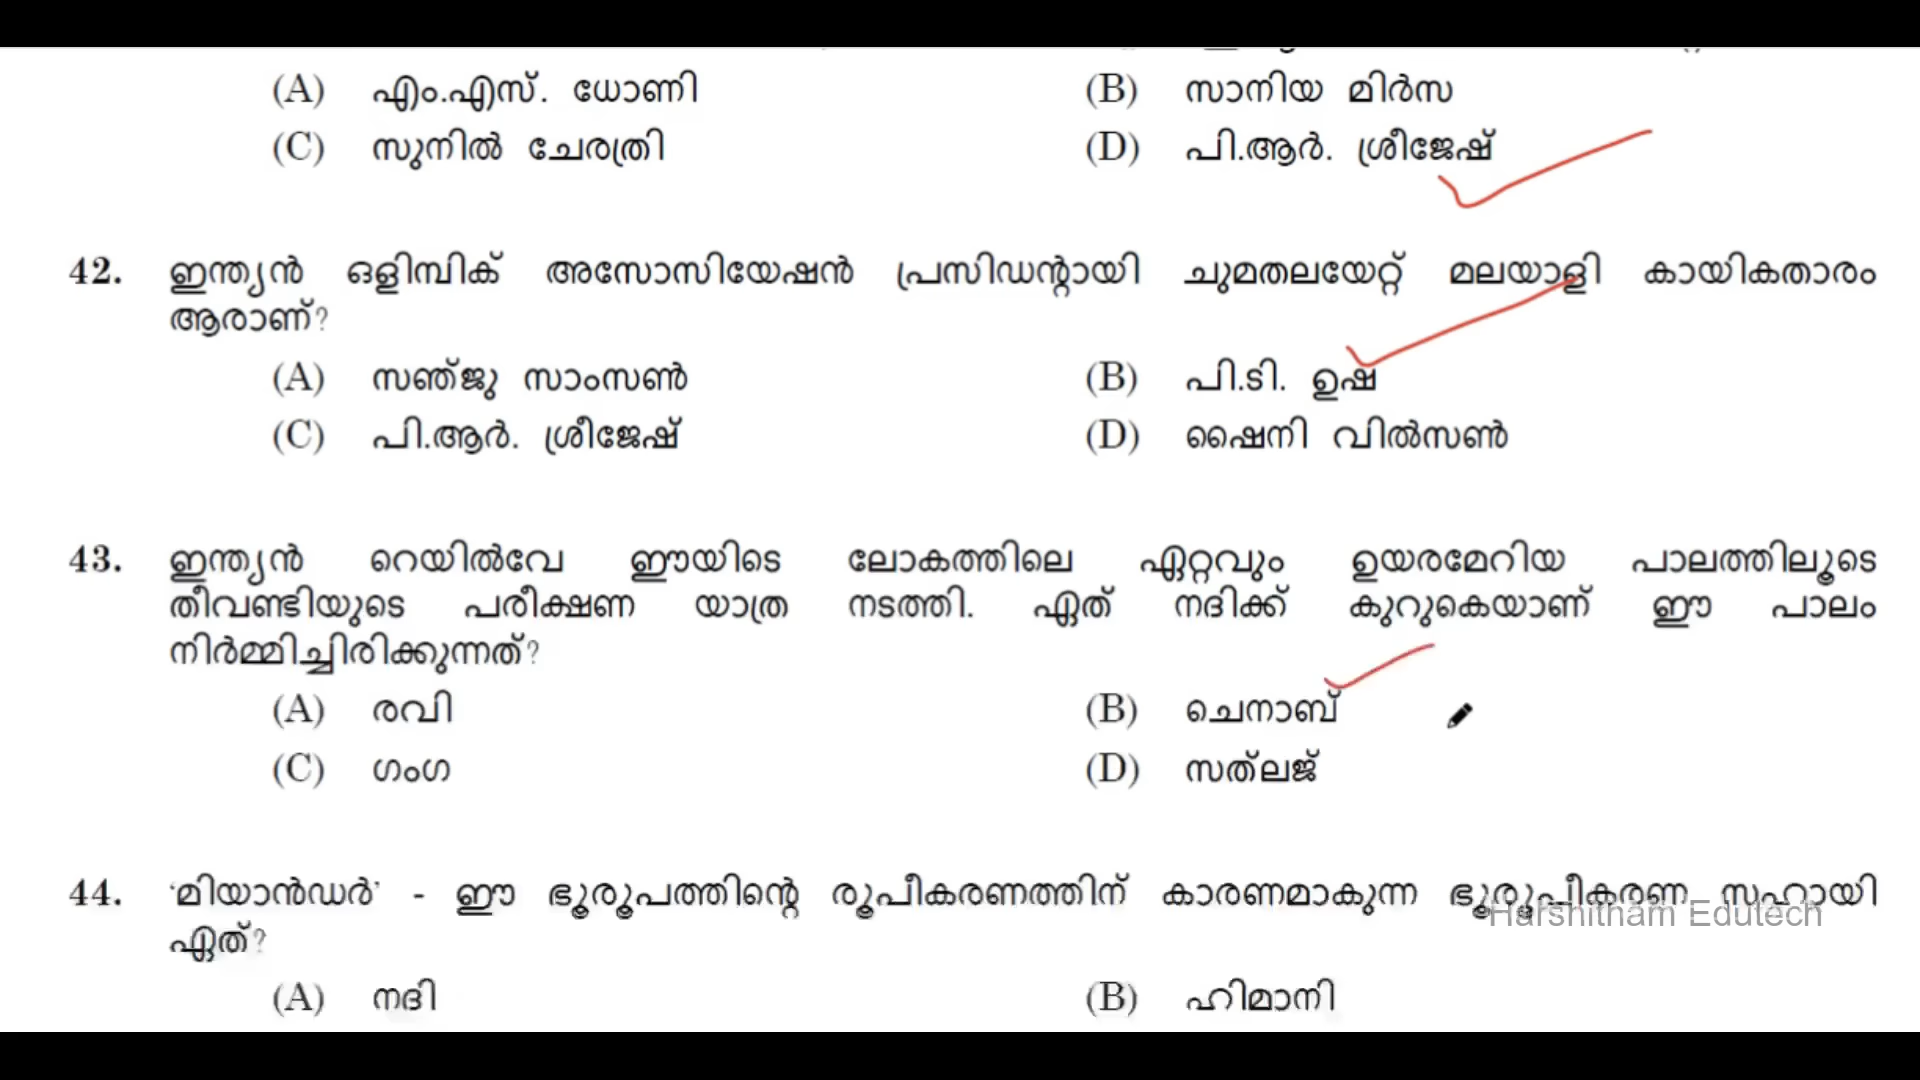 (A) എം.എസ്. ധോണി (B) സാനിയ മിർസ
(C) സുനിൽ ചേരത്രി (D) പി.ആർ. ശ്രീജേഷ്
42. ഇന്ത്യൻ ഒളിമ്പിക് അസോസിയേഷൻ പ്രസിഡന്റായി ചുമതലയേറ്റ് മലയാളി കായികതാരം
ആരാണ്?
(A) സഞ്ജു സാംസൺ (B) പി.ടി. ഉഷ
(C) പി.ആർ. ശ്രീജേഷ് (D) ഷൈനി വിൽസൺ
43. ഇന്ത്യൻ റെയിൽവേ ഈയിടെ ലോകത്തിലെ ഏറ്റവും ഉയരമേറിയ പാലത്തിലൂടെ
തീവണ്ടിയുടെ പരീക്ഷണ യാത്ര നടത്തി. ഏത് നദിക്ക് കുറുകെയാണ് ഈ പാലം
നിർമ്മിച്ചിരിക്കുന്നത്?
(A) രവി (B) ചെനാബ്
(C) ഗംഗ (D) സത്‌ലജ്
44. 'മിയാൻഡർ' - ഈ ഭൂരൂപത്തിന്റെ രൂപീകരണത്തിന് കാരണമാകുന്ന ഭൂരൂപീകരണ സഹായി
ഏത്?
Harshitham Edutech
(A) നദി (B) ഹിമാനി